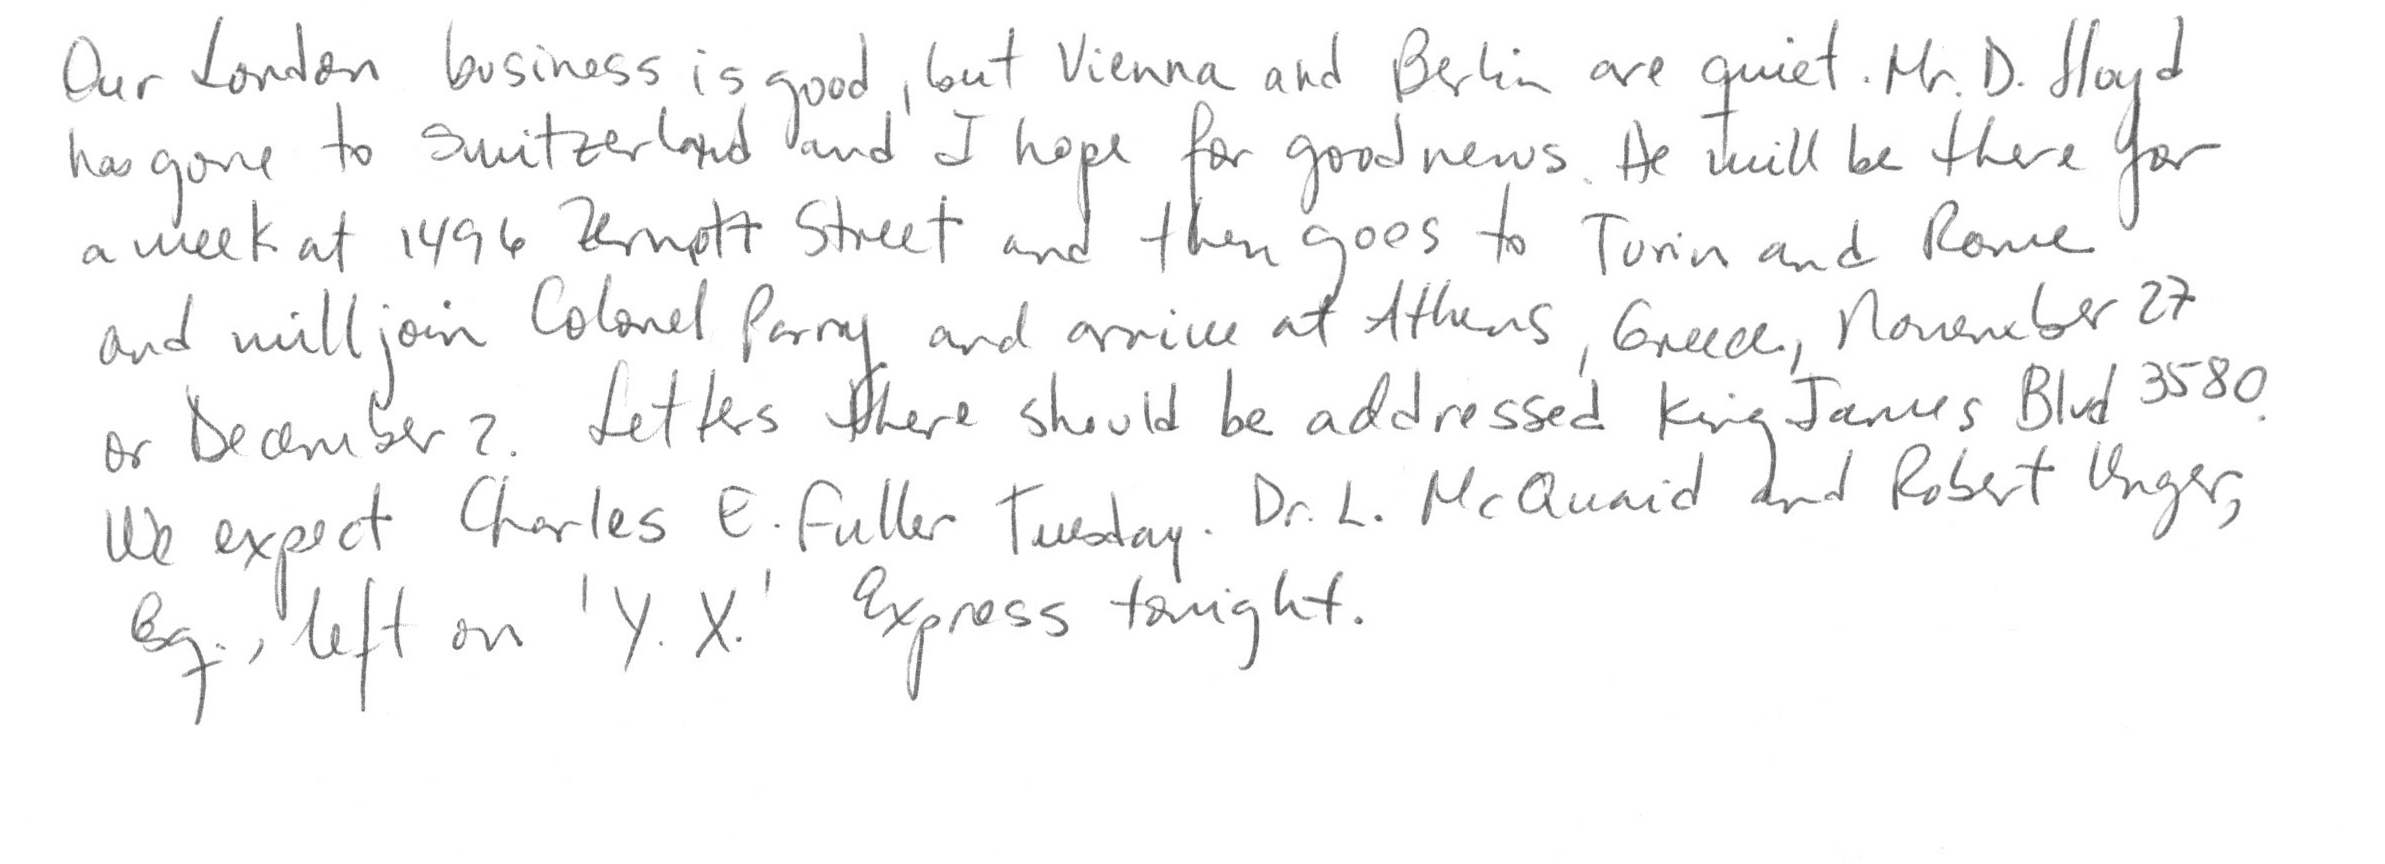 Our London business is good, but Vienna and Berlin are quiet. Mr. D. Lloyd
has gone to Switzerland and I hope for good news. He will be there for
a week at 1496 Zermott Street and then goes to Turin and Rome
and will join Colonel Parry and arrive at Athens, Greece, November 27
or December 2. Letters there should be addressed King James Blvd 3580.
We expect Charles E. Fuller Tuesday. Dr. L. McQuaid and Robert Unger,
Esq., left on 'Y. X.' Express tonight.